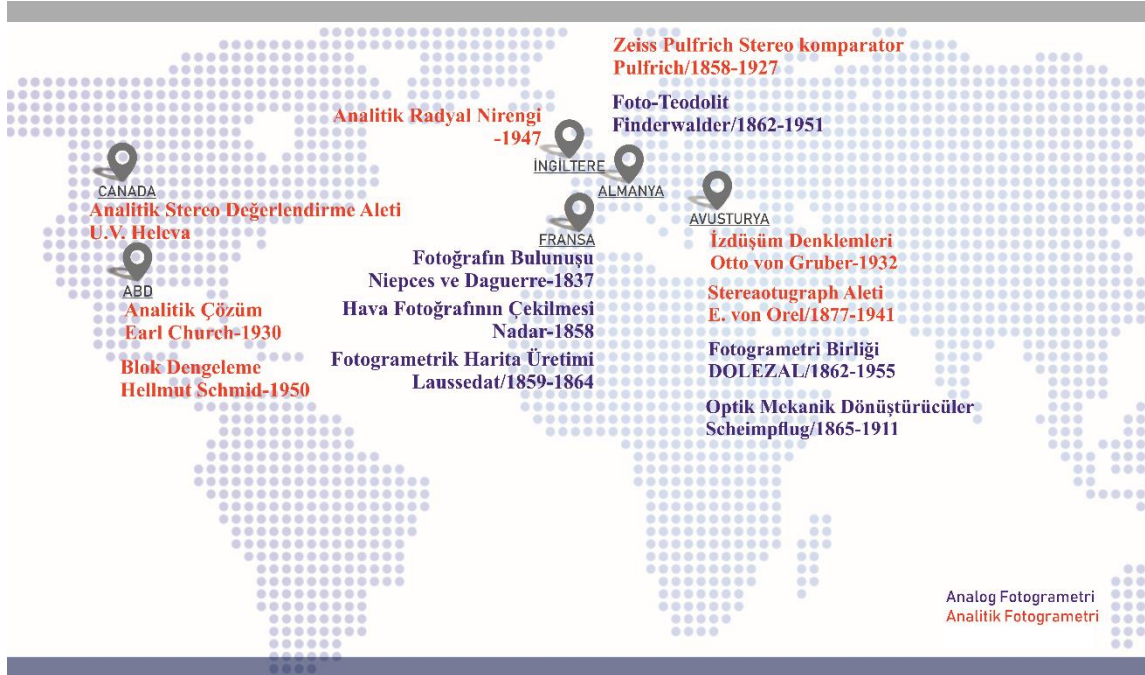 Zeiss Pulfrich Stereo komparator
Pulfrich/1858-1927
Foto-Teodolit
Finderwalder/1862-1951
Analitik Radyal Nirengi
-1947
İNGİLTERE
ALMANYA
CANADA
Analitik Stereo Değerlendirme Aleti
U.V. Heleva
ABD
Analitik Çözüm
Earl Church-1930
Blok Dengeleme
Hellmut Schmid-1950
FRANSA
Fotoğrafın Bulunuşu
Niepces ve Daguerre-1837
Hava Fotoğrafının Çekilmesi
Nadar-1858
Fotogrametrik Harita Üretimi
Laussedat/1859-1864
AVUSTURYA
İzdüşüm Denklemleri
Otto von Gruber-1932
Stereaotugraph Aleti
E. von Orel/1877-1941
Fotogrametri Birliği
DOLEZAL/1862-1955
Optik Mekanik Dönüştürücüler
Scheimpflug/1865-1911
Analog Fotogrametri
Analitik Fotogrametri